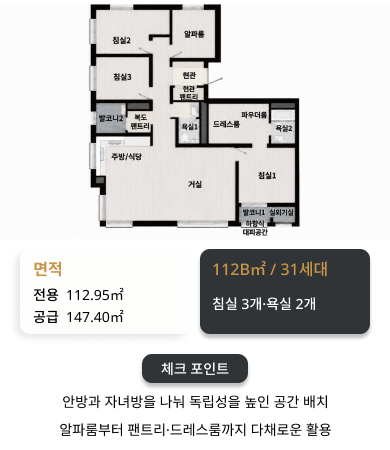 침실2
알파룸
침실3
현관
현관
팬트리
발코니2
복도
팬트리
욕실1
파우더룸
드레스룸
욕실2
주방/식당
거실
침실1
발코니1
실외기실
하향식
대피공간
면적
전용 112.95㎡
공급 147.40㎡
112B㎡ / 31세대
침실 3개·욕실 2개
체크 포인트
안방과 자녀방을 나눠 독립성을 높인 공간 배치
알파룸부터 팬트리·드레스룸까지 다채로운 활용